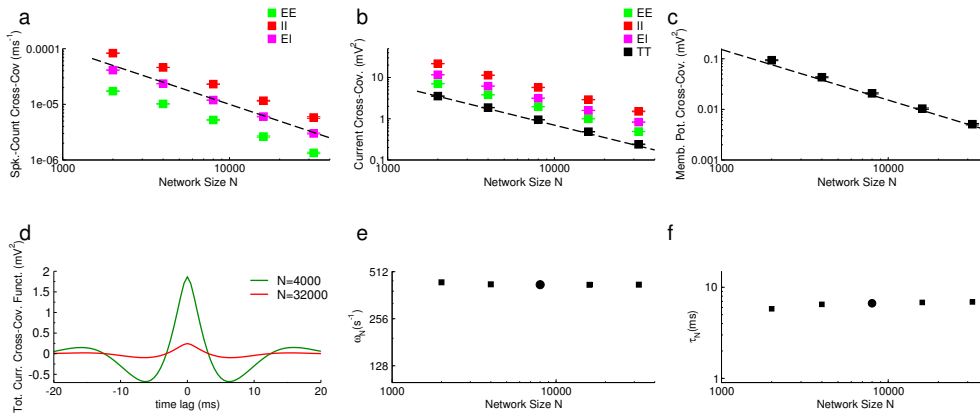 a
EE
II
EI
Spk.-Count Cross-Cov (ms-1)
0.0001
1e-05
1e-06
1000
10000
Network Size N
b
EE
II
EI
TT
Current Cross-Cov. (mV2)
10
1
0.1
1000
10000
Network Size N
c
Memb. Pot. Cross-Cov. (mV2)
0.1
0.01
0.001
1000
10000
Network Size N
d
Tot. Curr. Cross-Cov. Funct. (mV2)
2
1.5
1
0.5
0
-0.5
N=4000
N=32000
-20
-10
0
10
20
time lag (ms)
e
ωN(s-1)
512
256
128
1000
10000
Network Size N
f
τN(ms)
10
1
1000
10000
Network Size N